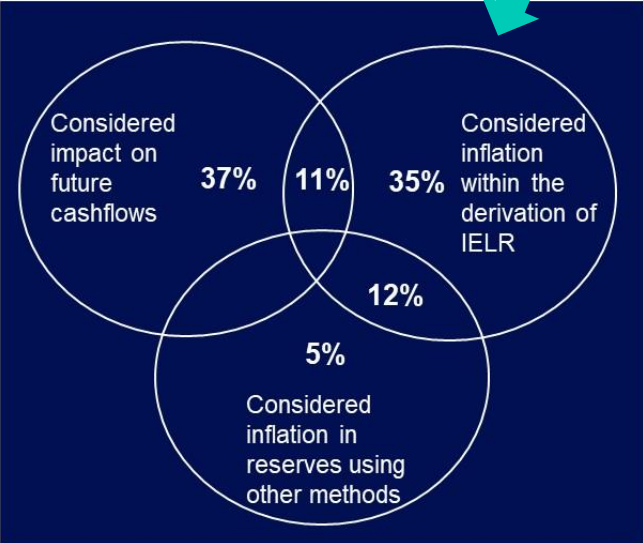 Considered
impact on
future
cashflows
37%
11%
35%
Considered
inflation
within the
derivation of
IELR
12%
5%
Considered
inflation in
reserves using
other methods